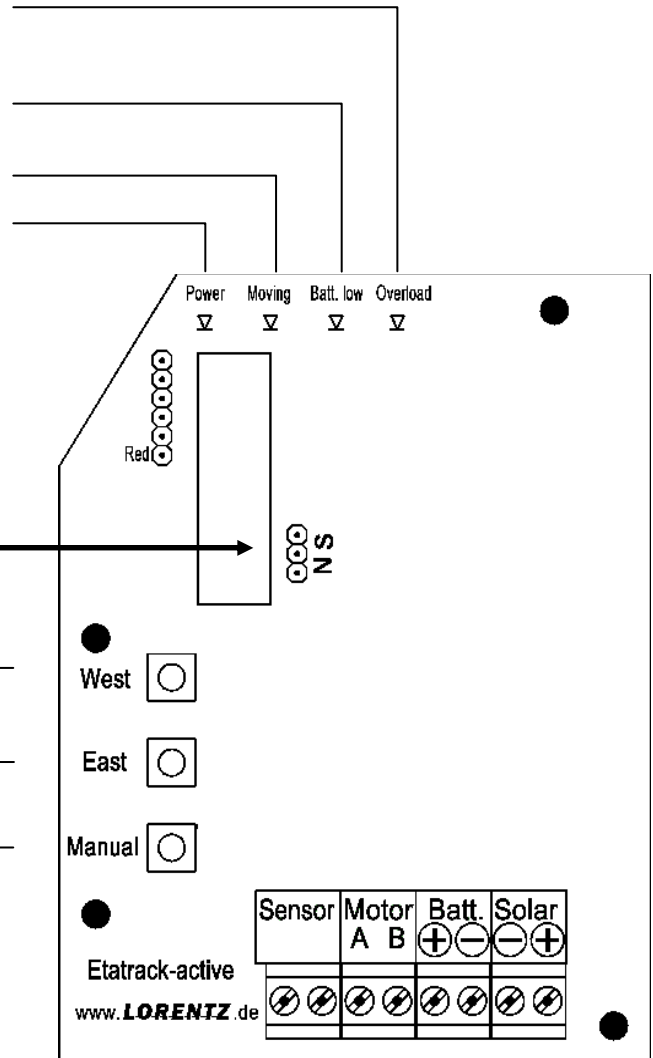 Power Moving Batt. low Overload
Red
N S
West
East
Manual
Sensor Motor Batt. Solar
A B + − − +
Etatrack-active
www.LORENTZ.de